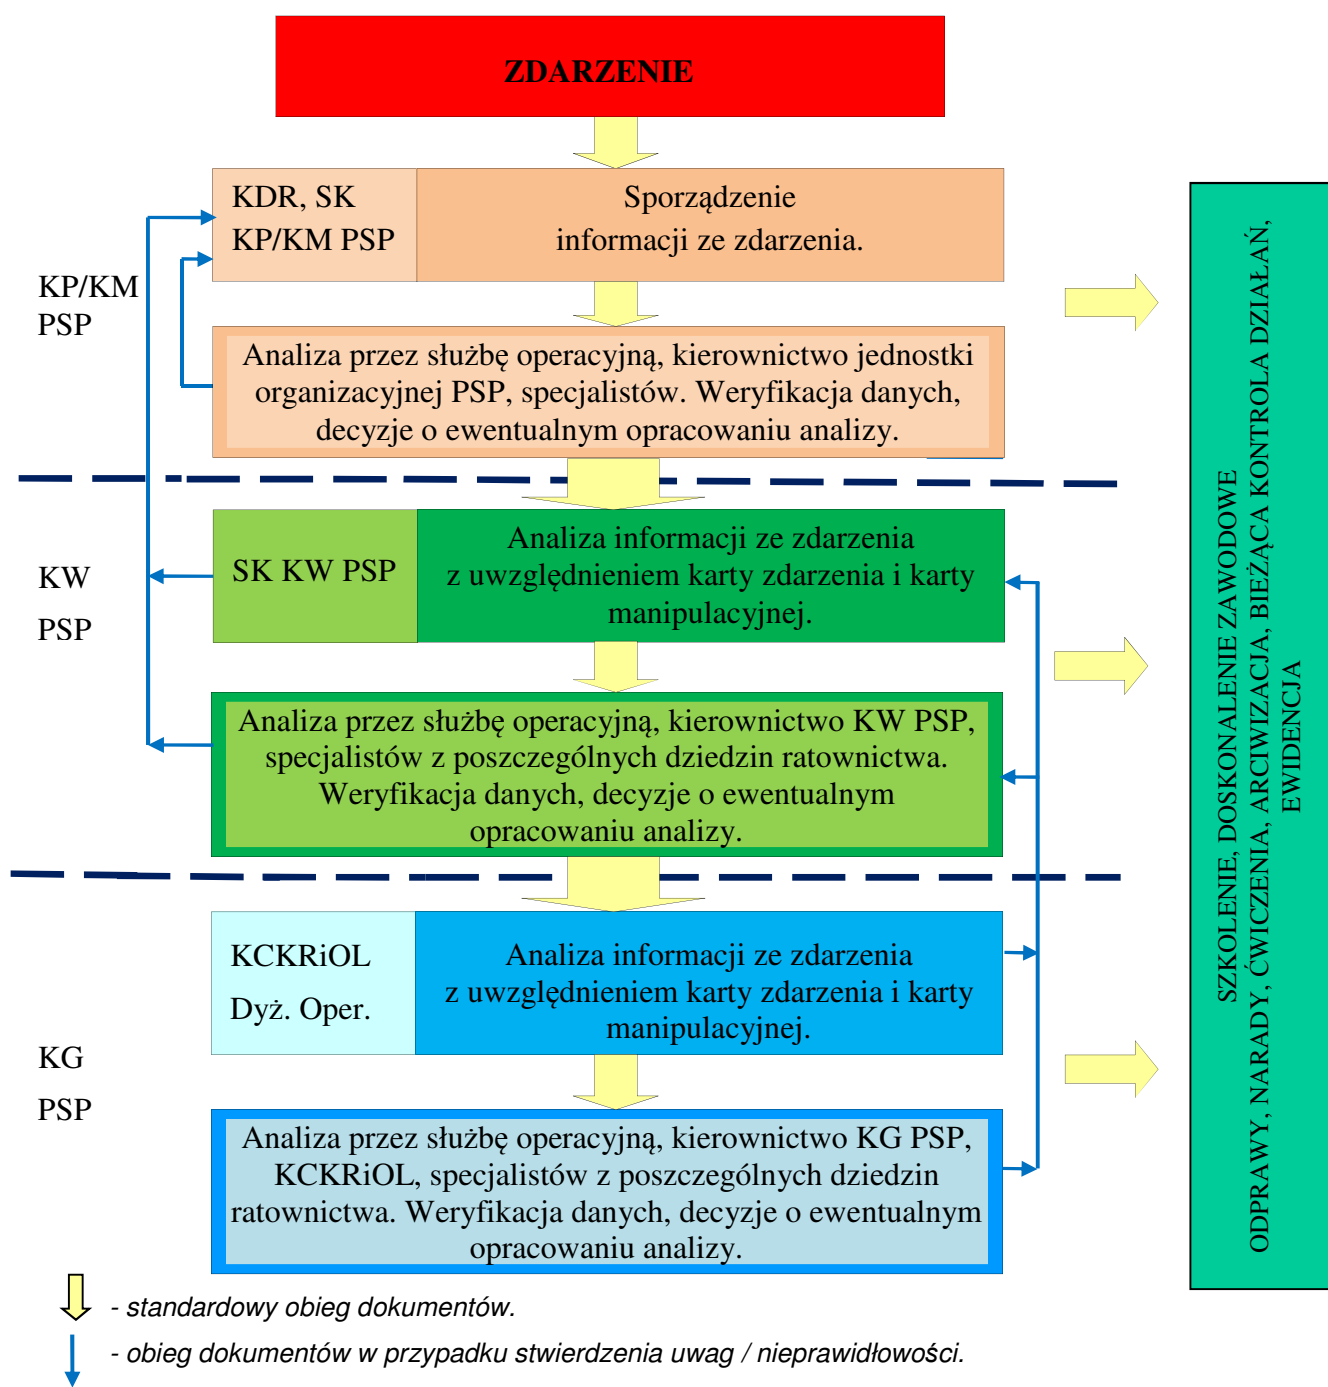 ZDARZENIE
KDR, SK
KP/KM PSP
Sporządzenie
informacji ze zdarzenia.
KP/KM
PSP
Analiza przez służbę operacyjną, kierownictwo jednostki
organizacyjnej PSP, specjalistów. Weryfikacja danych,
decyzje o ewentualnym opracowaniu analizy.
KW
PSP
SK KW PSP
Analiza informacji ze zdarzenia
z uwzględnieniem karty zdarzenia i karty
manipulacyjnej.
Analiza przez służbę operacyjną, kierownictwo KW PSP,
specjalistów z poszczególnych dziedzin ratownictwa.
Weryfikacja danych, decyzje o ewentualnym
opracowaniu analizy.
KCKRiOL
Dyż. Oper.
Analiza informacji ze zdarzenia
z uwzględnieniem karty zdarzenia i karty
manipulacyjnej.
KG
PSP
Analiza przez służbę operacyjną, kierownictwo KG PSP,
KCKRiOL, specjalistów z poszczególnych dziedzin
ratownictwa. Weryfikacja danych, decyzje o ewentualnym
opracowaniu analizy.
SZKOLENIE, DOSKONALENIE ZAWODOWE
ODPRAWY, NARADY, ĆWICZENIA, ARCIWIZACJA, BIEŻĄCA KONTROLA DZIAŁAŃ,
EWIDENCJA
- standardowy obieg dokumentów.
- obieg dokumentów w przypadku stwierdzenia uwag / nieprawidłowości.